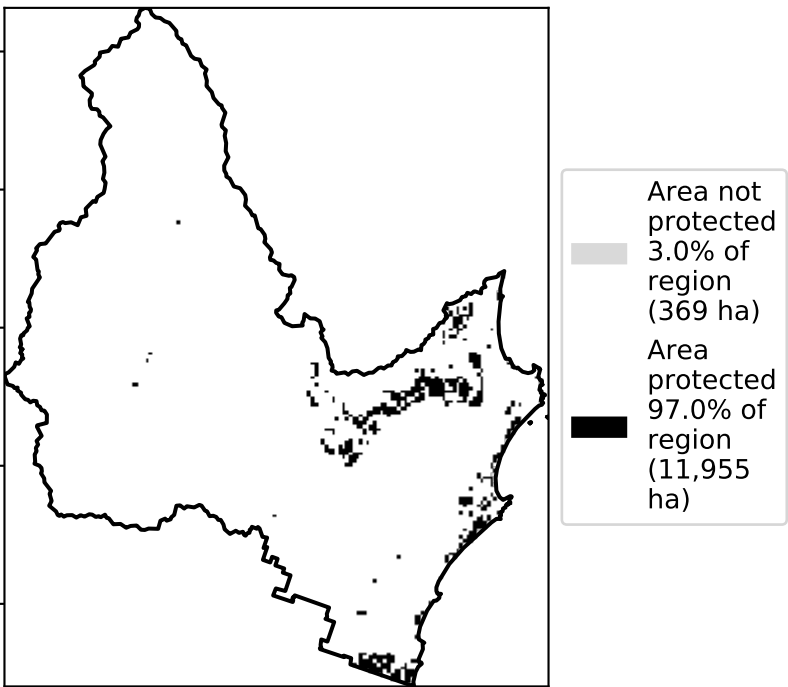 Area not
protected
3.0% of
region
(369 ha)
Area
protected
97.0% of
region
(11,955
ha)